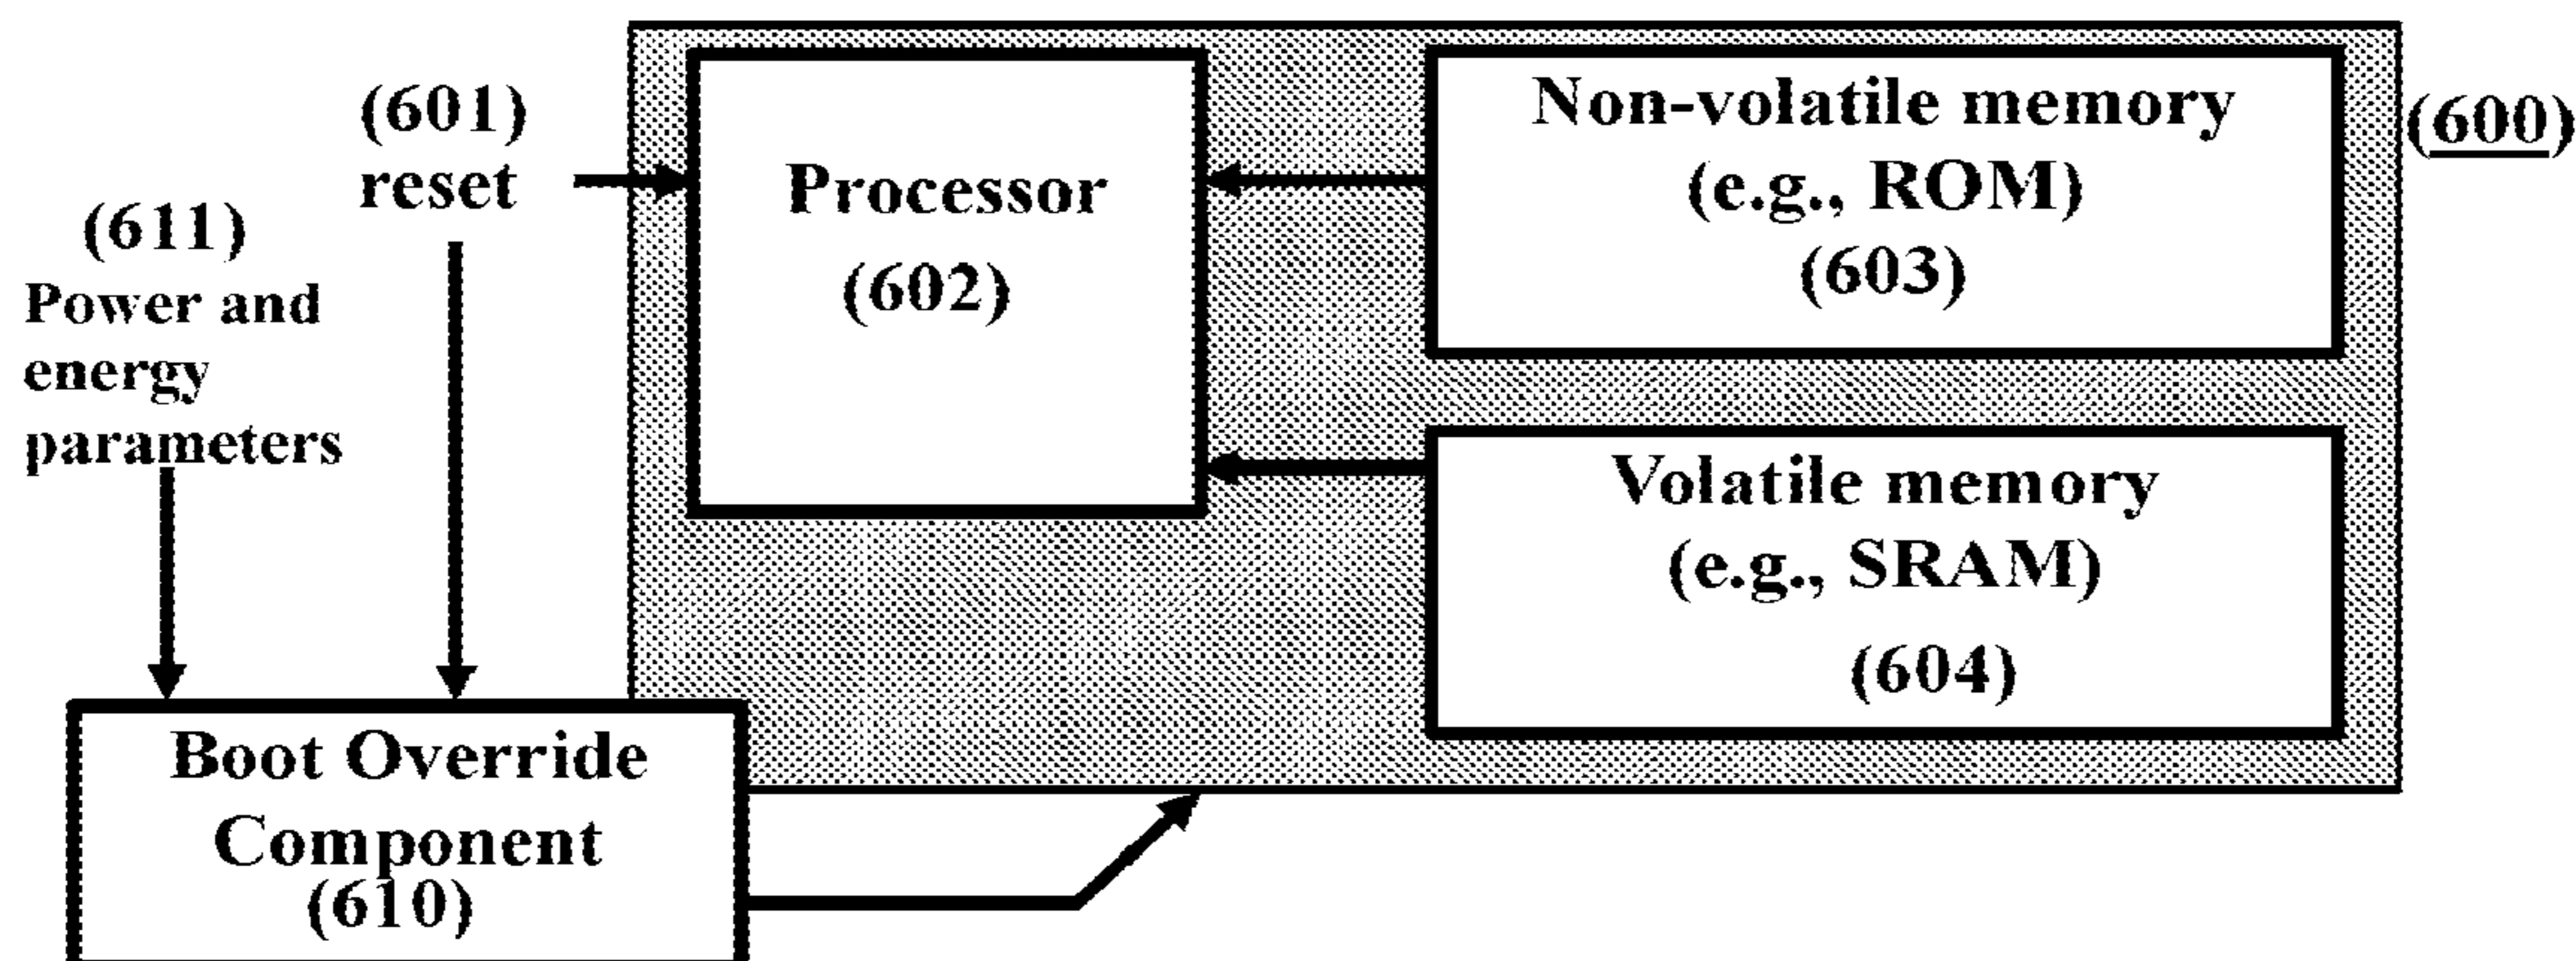 (601)
reset
(611)
Power and
energy
parameters
Processor
(602)
Non-volatile memory
(e.g., ROM)
(603)
(600)
Volatile memory
(e.g., SRAM)
(604)
Boot Override
Component
(610)